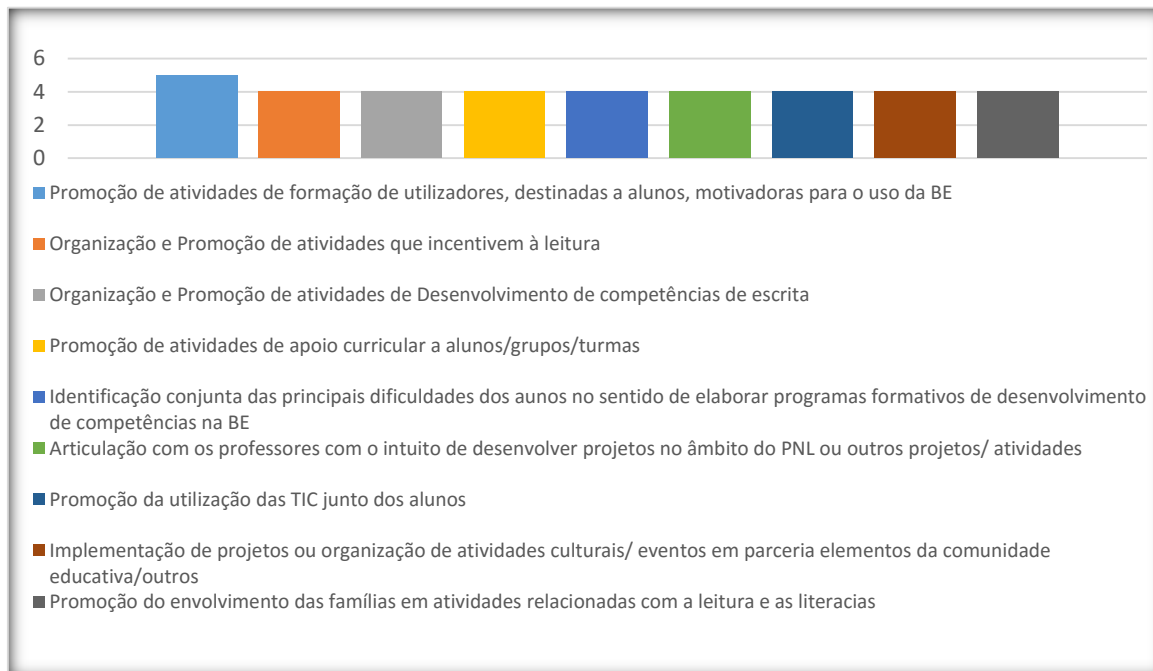 6
4
2
0
Promoção de atividades de formação de utilizadores, destinadas a alunos, motivadoras para o uso da BE
Organização e Promoção de atividades que incentivem à leitura
Organização e Promoção de atividades de Desenvolvimento de competências de escrita
Promoção de atividades de apoio curricular a alunos/grupos/turmas
Identificação conjunta das principais dificuldades dos aunos no sentido de elaborar programas formativos de desenvolvimento
de competências na BE
Articulação com os professores com o intuito de desenvolver projetos no âmbito do PNL ou outros projetos/ atividades
Promoção da utilização das TIC junto dos alunos
Implementação de projetos ou organização de atividades culturais/ eventos em parceria elementos da comunidade
educativa/outros
Promoção do envolvimento das famílias em atividades relacionadas com a leitura e as literacias